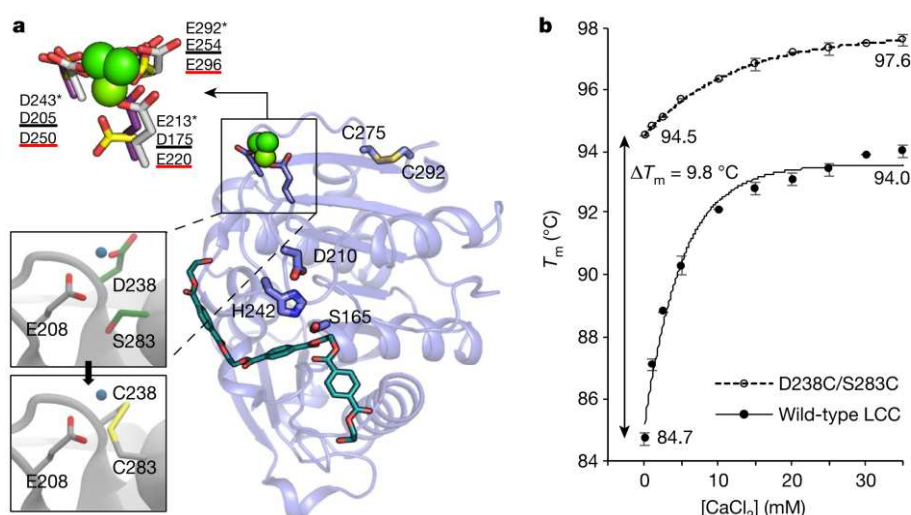 a
E292*
E254
E296
D243*
D205
D250
E213*
D175
E220
C275
C292
D210
H242
S165
D238
E208
S283
C238
E208
C283
b
98
96
94
92
90
88
86
84
Tm (°C)
97.6
94.5
ΔTm = 9.8 °C
94.0
84.7
D238C/S283C
Wild-type LCC
0
10
20
30
[CaCl2] (mM)